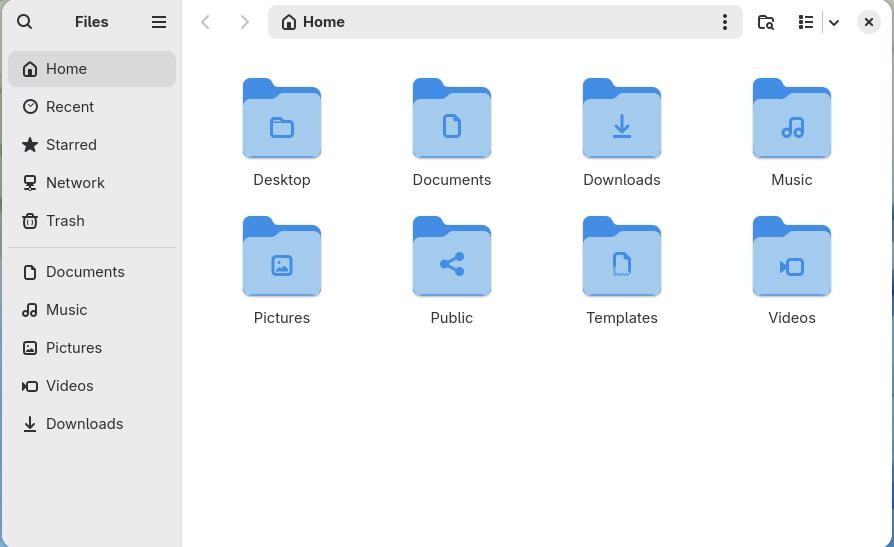 Files
Home
Home
Recent
Starred
Network
Trash
Documents
Music
Pictures
Videos
Downloads
Desktop
Documents
Downloads
Music
Pictures
Public
Templates
Videos